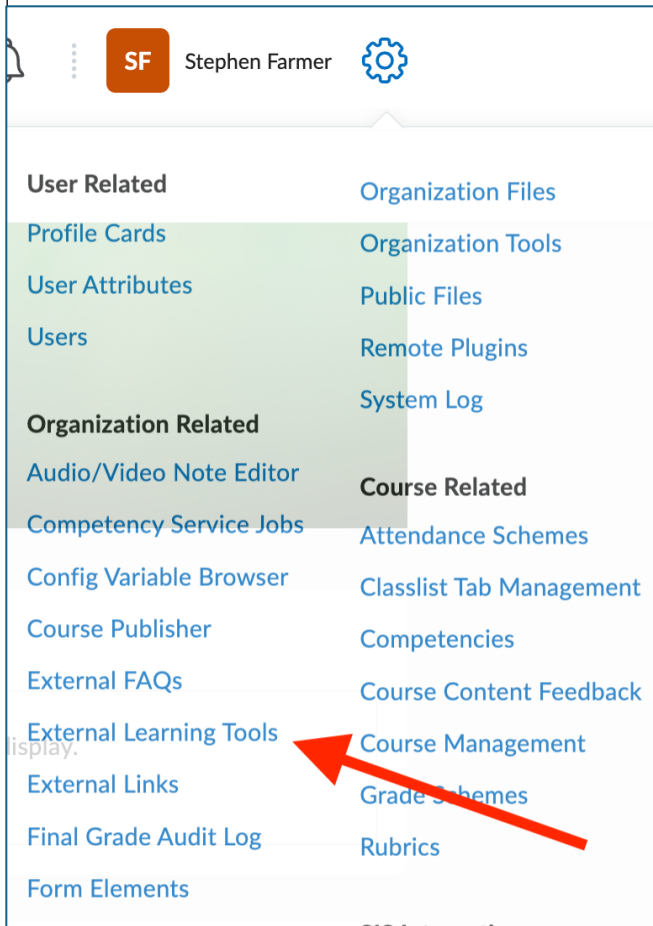 SF Stephen Farmer
User Related
Profile Cards
User Attributes
Users
Organization Related
Audio/Video Note Editor
Competency Service Jobs
Config Variable Browser
Course Publisher
External FAQs
External Learning Tools
display.
External Links
Final Grade Audit Log
Form Elements
Organization Files
Organization Tools
Public Files
Remote Plugins
System Log
Course Related
Attendance Schemes
Classlist Tab Management
Competencies
Course Content Feedback
Course Management
Grade Schemes
Rubrics